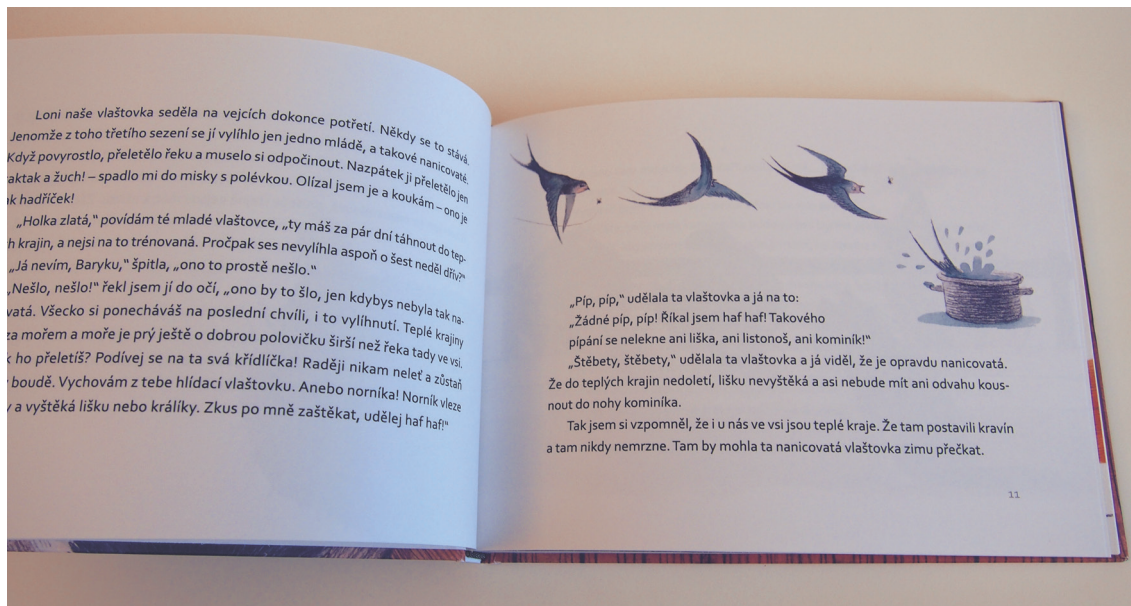 Loni naše vlaštovka seděla na vejcích dokonce potřetí. Někdy se to stává.
Jenomže z toho třetího sezení se jí vylíhlo jen jedno mládě, a takové nanicovaté.
Když povyrostlo, přeletělo řeku a muselo si odpočinout. Nazpátek ji přeletělo jen
aktak a žuch! – spadlo mi do misky s polévkou. Olízal jsem je a koukám – ono je
ak hadříček!
„Holka zlatá,“ povídám té mladé vlaštovce, „ty máš za pár dní táhnout do tep-
h krajin, a nejsi na to trénovaná. Pročpak ses nevylíhla aspoň o šest neděl dřív?“
„Já nevím, Baryku,“ špitla, „ono to prostě nešlo.“
„Nešlo, nešlo!“ řekl jsem jí do očí, „ono by to šlo, jen kdybys nebyla tak na-
vatá. Všecko si ponecháváš na poslední chvíli, i to vylíhnutí. Teplé krajiny
za mořem a moře je prý ještě o dobrou polovičku širší než řeka tady ve vsi.
k ho přeletíš? Podívej se na ta svá křídlíčka! Raději nikam neleť a zůstaň
boudě. Vychovám z tebe hlídací vlaštovku. Anebo norníka! Norník vleze
y a vyštěká lišku nebo králíky. Zkus po mně zaštěkat, udělej haf haf!“
„Píp, píp,“ udělala ta vlaštovka a já na to:
„Žádné píp, píp! Říkal jsem haf haf! Takového
pípání se nelekne ani liška, ani listonoš, ani kominík!“
„Štěbety, štěbety,“ udělala ta vlaštovka a já viděl, že je opravdu nanicovatá.
Že do teplých krajin nedoletí, lišku nevyštěká a asi nebude mít ani odvahu kous-
nout do nohy kominíka.
Tak jsem si vzpomněl, že i u nás ve vsi jsou teplé kraje. Že tam postavili kravín
a tam nikdy nemrzne. Tam by mohla ta nanicovatá vlaštovka zimu přečkat.
11